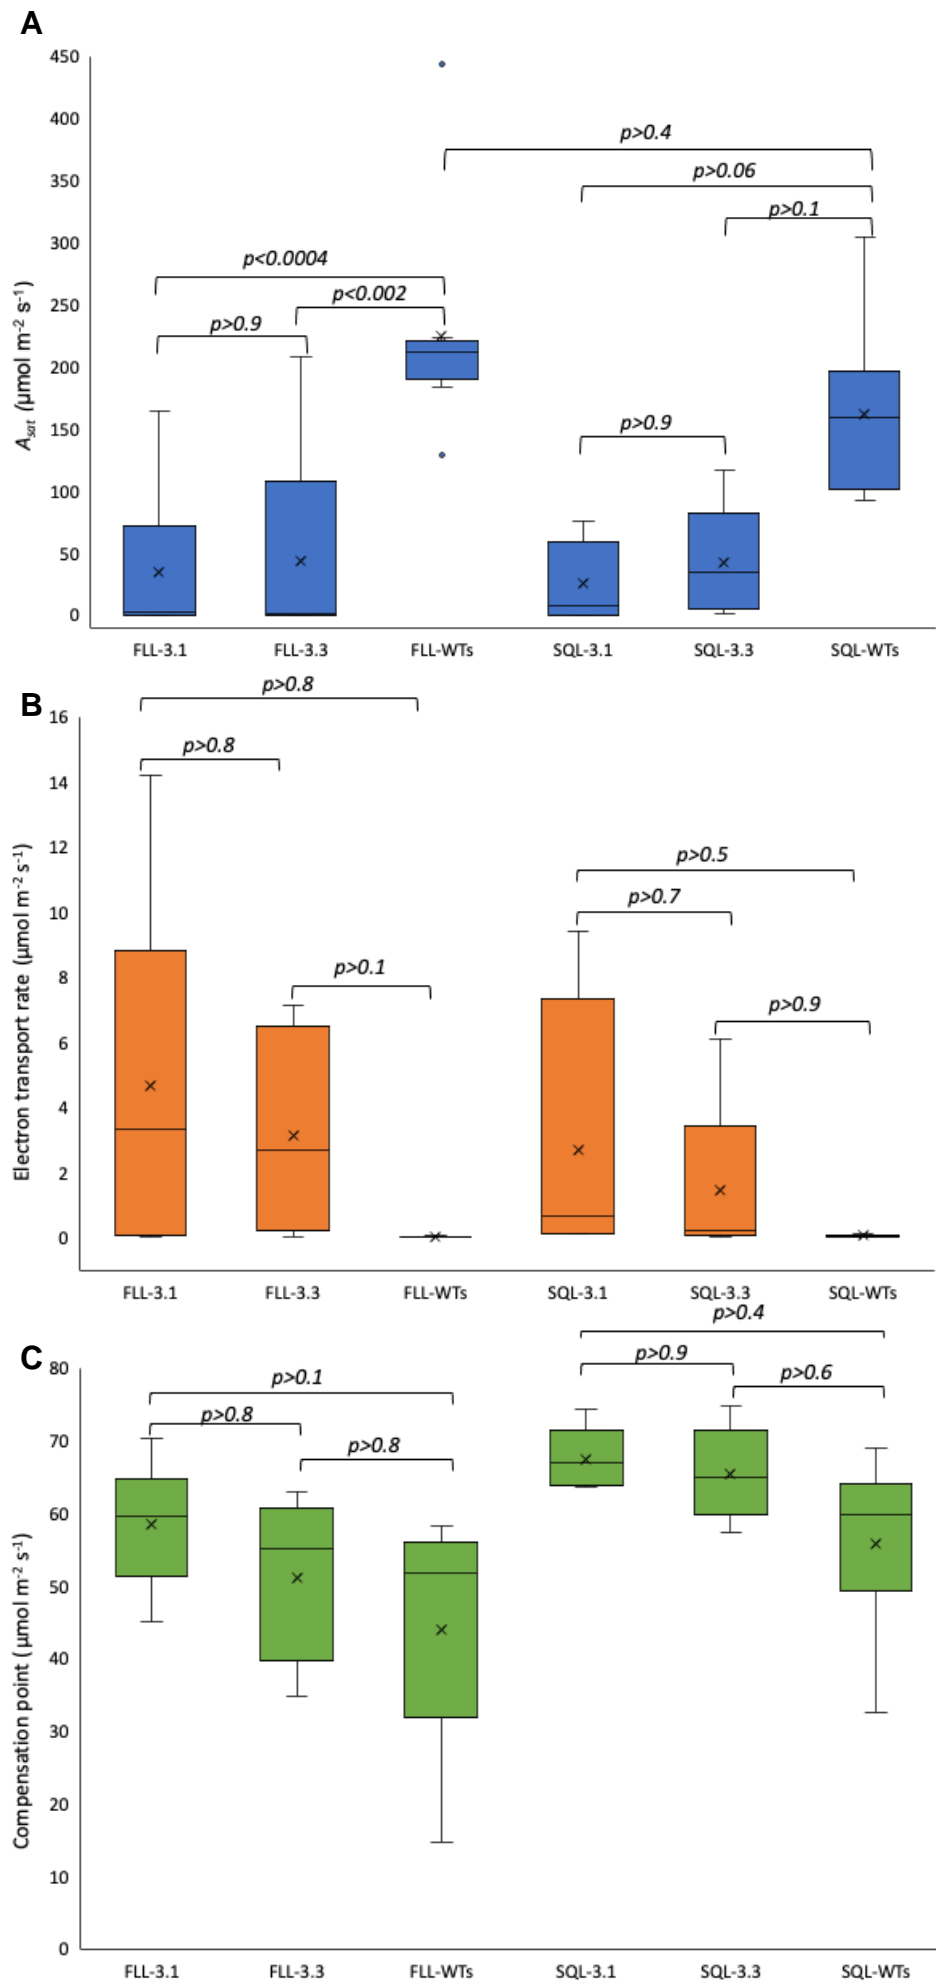 A
450
400
350
300
250
200
150
100
50
0
A_sat (μmol m⁻² s⁻¹)
p>0.4
p>0.06
p>0.1
p<0.0004
p<0.002
p>0.9
p>0.9
FLL-3.1 FLL-3.3 FLL-WTs SQL-3.1 SQL-3.3 SQL-WTs
B
16
14
12
10
8
6
4
2
0
Electron transport rate (μmol m⁻² s⁻¹)
p>0.8
p>0.8
p>0.5
p>0.7
p>0.1
p>0.9
FLL-3.1 FLL-3.3 FLL-WTs SQL-3.1 SQL-3.3 SQL-WTs
C
80
70
60
50
40
30
20
10
0
Compensation point (μmol m⁻² s⁻¹)
p>0.4
p>0.9
p>0.6
p>0.1
p>0.8
p>0.8
FLL-3.1 FLL-3.3 FLL-WTs SQL-3.1 SQL-3.3 SQL-WTs